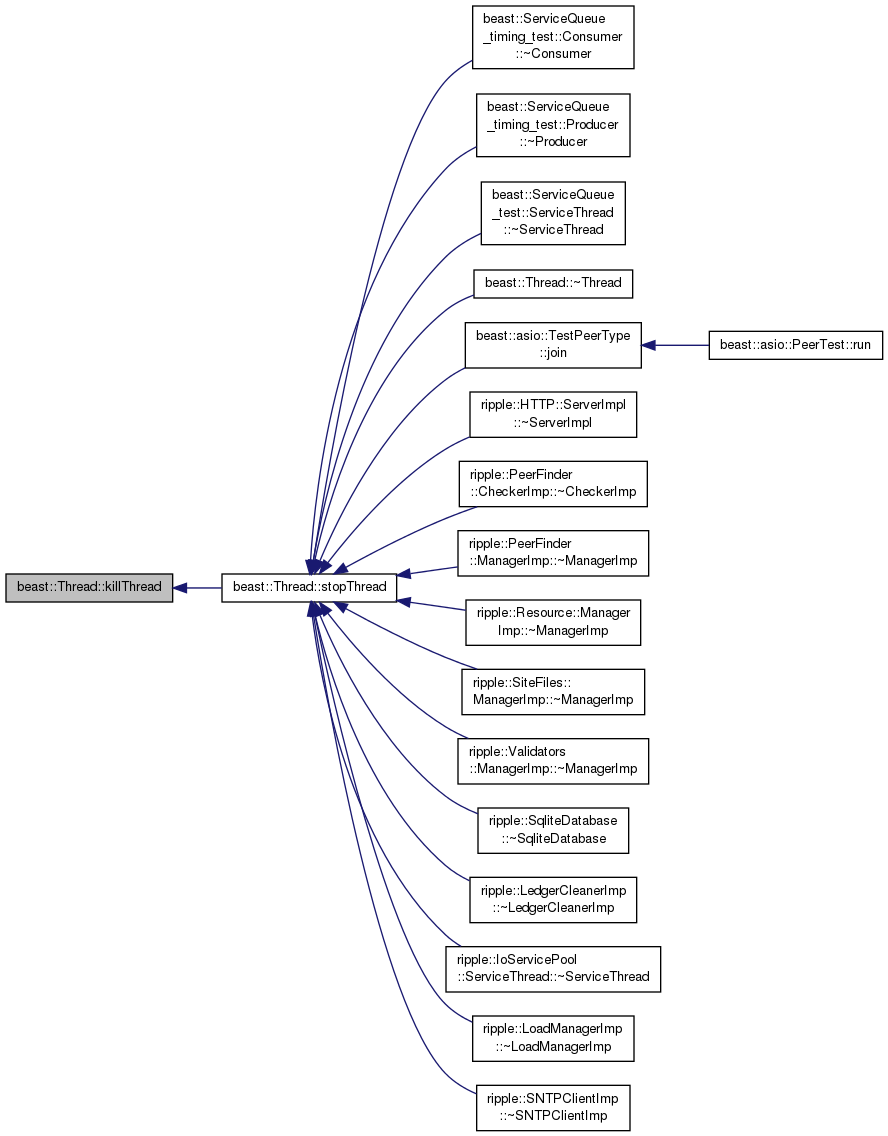 beast::ServiceQueue
_timing_test::Consumer
::~Consumer
beast::ServiceQueue
_timing_test::Producer
::~Producer
beast::ServiceQueue
_test::ServiceThread
::~ServiceThread
beast::Thread::~Thread
beast::asio::TestPeerType
::join
beast::asio::PeerTest::run
ripple::HTTP::ServerImpl
::~ServerImpl
ripple::PeerFinder
::CheckerImp::~CheckerImp
ripple::PeerFinder
::ManagerImp::~ManagerImp
beast::Thread::killThread
beast::Thread::stopThread
ripple::Resource::Manager
Imp::~ManagerImp
ripple::SiteFiles::
ManagerImp::~ManagerImp
ripple::Validators
::ManagerImp::~ManagerImp
ripple::SqliteDatabase
::~SqliteDatabase
ripple::LedgerCleanerImp
::~LedgerCleanerImp
ripple::IoServicePool
::ServiceThread::~ServiceThread
ripple::LoadManagerImp
::~LoadManagerImp
ripple::SNTPClientImp
::~SNTPClientImp